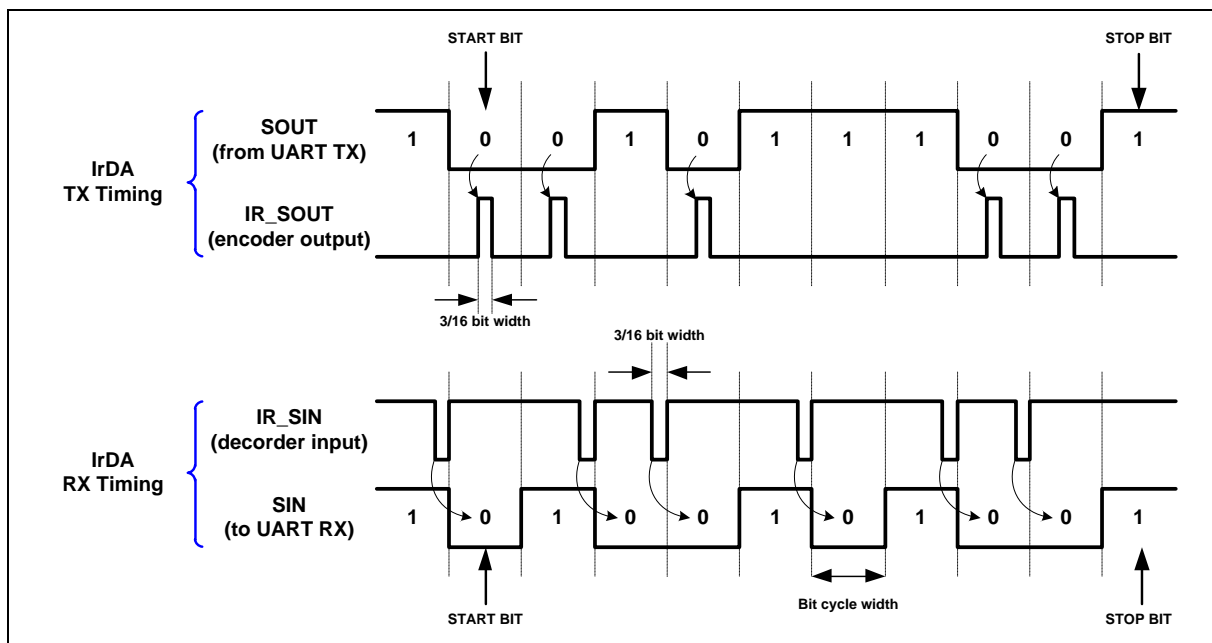 START BIT STOP BIT
SOUT
(from UART TX)
1 0 0 1 0 1 1 1 0 0 1
IrDA
TX Timing
IR_SOUT
(encoder output)
3/16 bit width
3/16 bit width
IR_SIN
(decorder input)
IrDA
RX Timing
SIN
(to UART RX)
1 0 1 0 0 1 0 1 0 0 1
Bit cycle width
START BIT STOP BIT